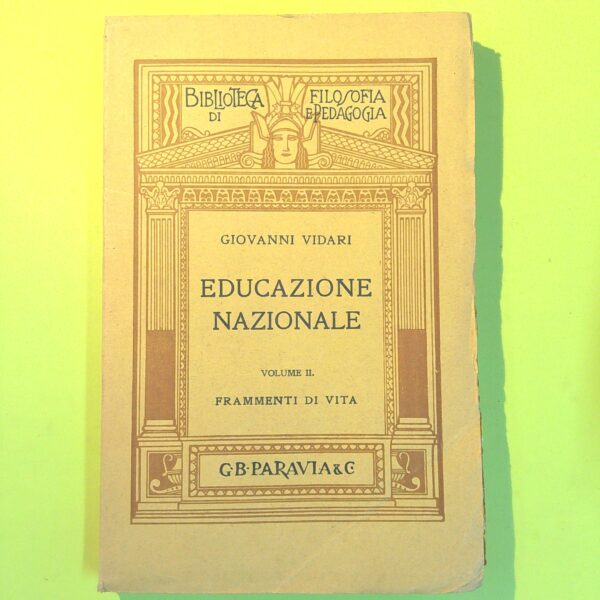 BIBLIOTECA
DI
FILOSOFIA
E PEDAGOGIA
GIOVANNI VIDARI
EDUCAZIONE
NAZIONALE
VOLUME II.
FRAMMENTI DI VITA
G·B·PARAVIA & C